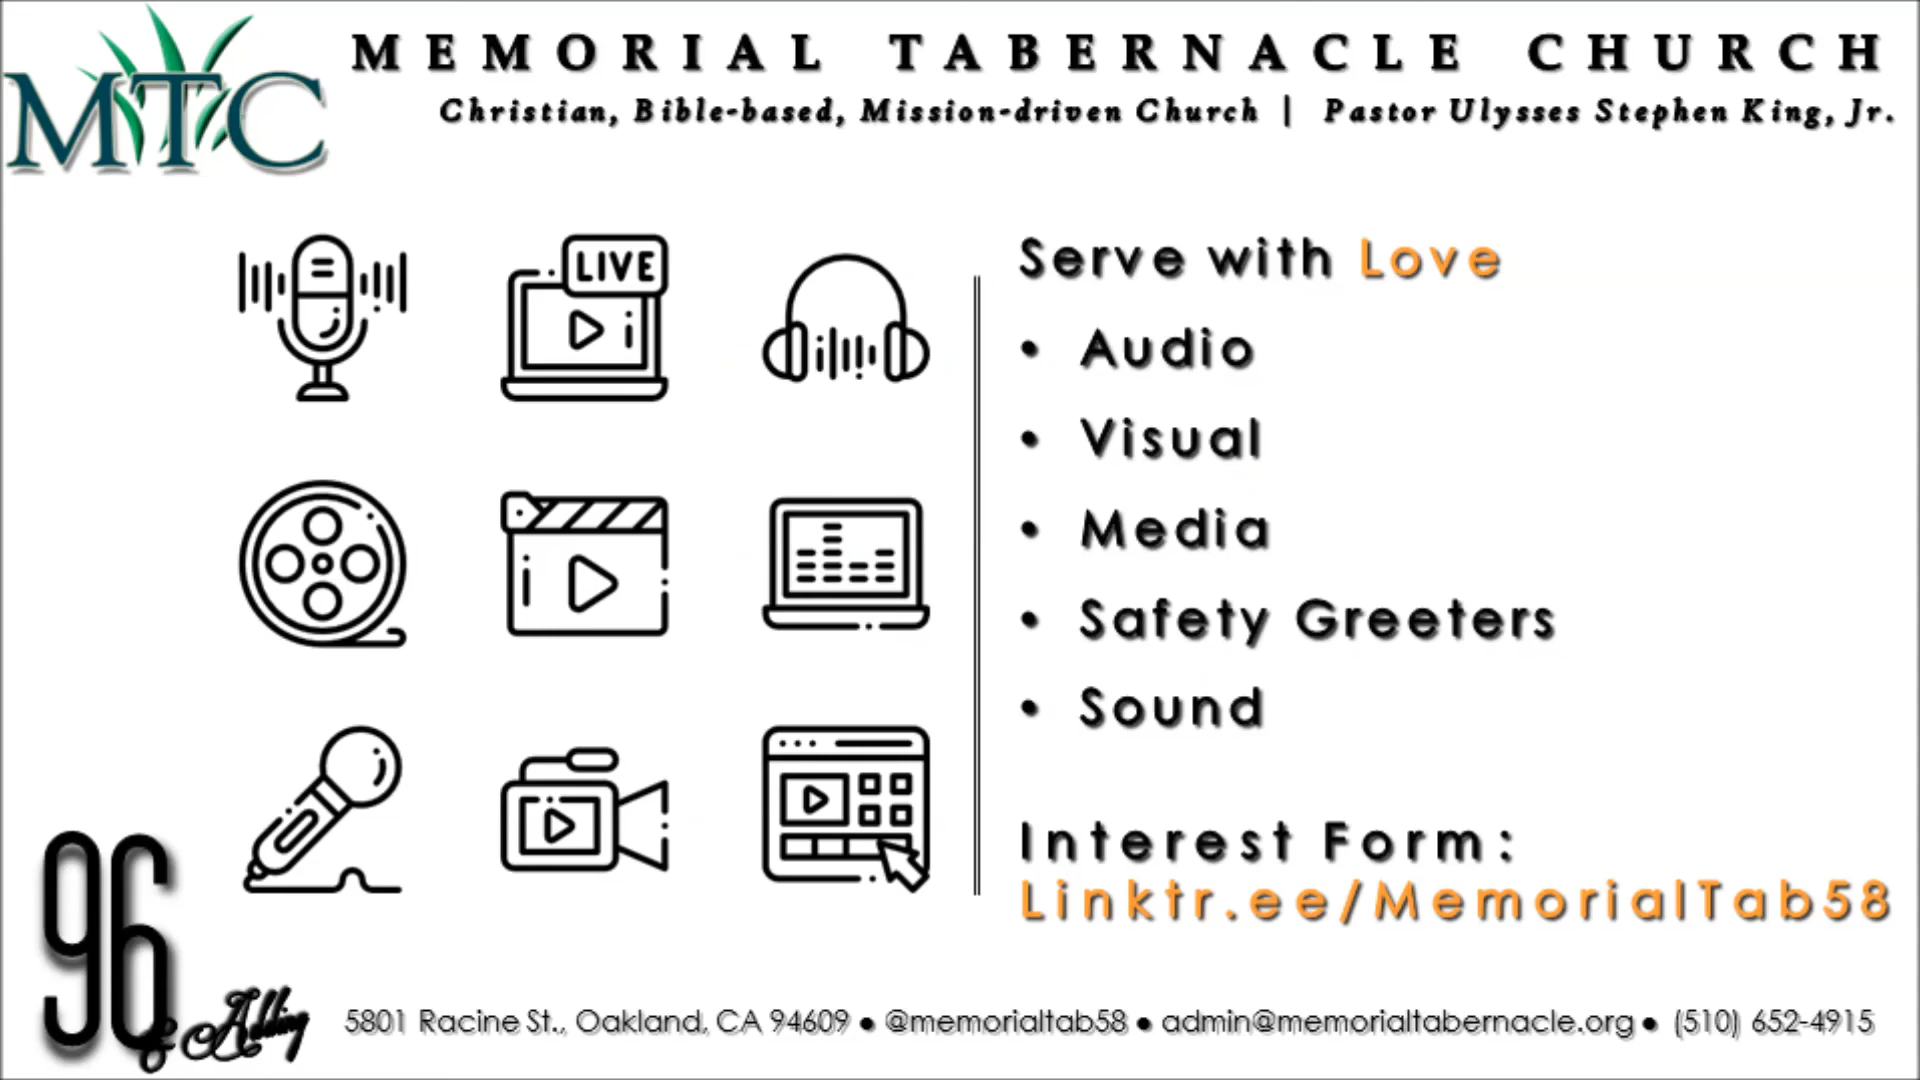 MTC
MEMORIAL TABERNACLE CHURCH
Christian, Bible-based, Mission-driven Church | Pastor Ulysses Stephen King, Jr.
LIVE
Serve with Love
• Audio
• Visual
• Media
• Safety Greeters
• Sound
Interest Form:
Linktr.ee/MemorialTab58
96
& Adding
5801 Racine St., Oakland, CA 94609 • @memorialtab58 • admin@memorialtabernacle.org • (510) 652-4915